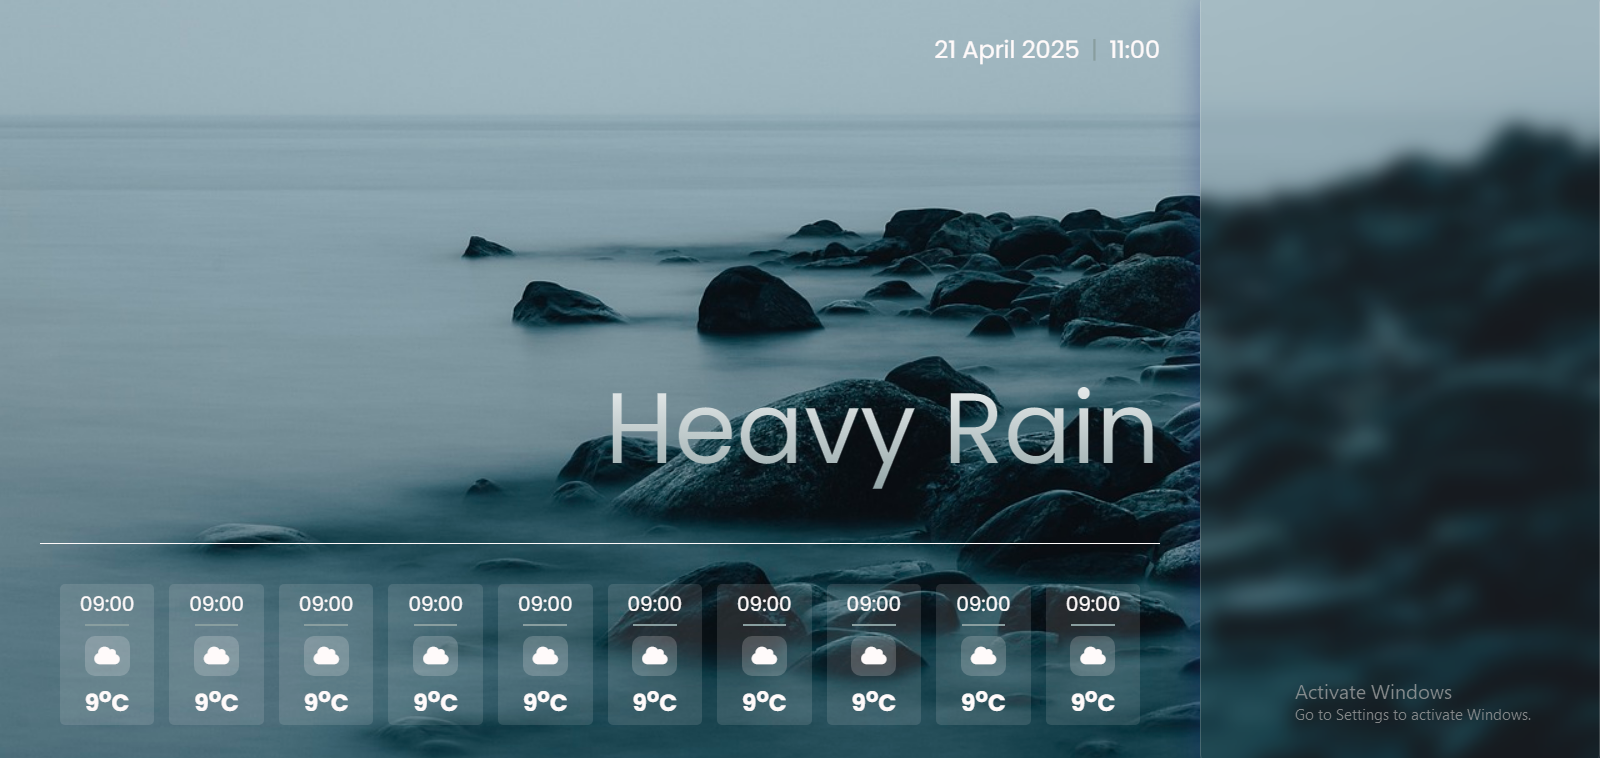 21 April 2025 | 11:00
Heavy Rain
09:00 09:00 09:00 09:00 09:00 09:00 09:00 09:00 09:00 09:00
9°C 9°C 9°C 9°C 9°C 9°C 9°C 9°C 9°C 9°C
Activate Windows
Go to Settings to activate Windows.